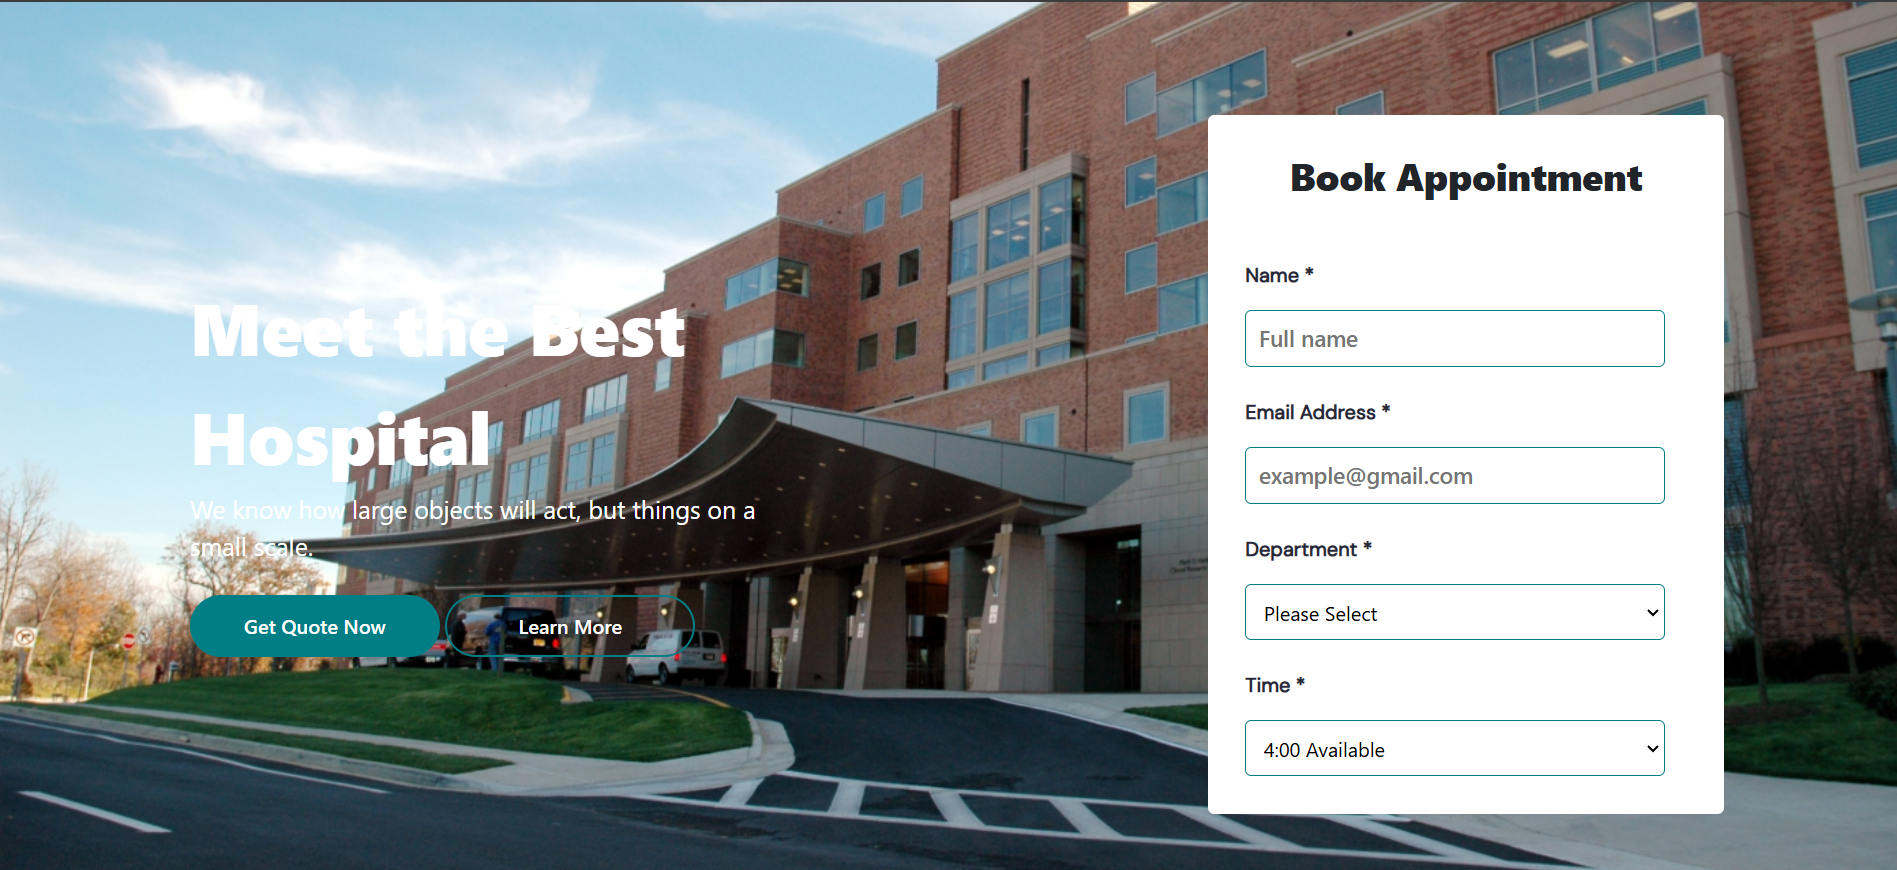 Meet the Best
Hospital
We know how large objects will act, but things on a
small scale.
Get Quote Now
Learn More
Book Appointment
Name *
Full name
Email Address *
example@gmail.com
Department *
Please Select
Time *
4:00 Available